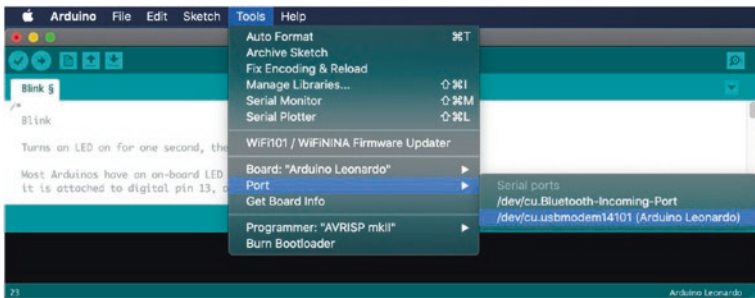 Arduino File Edit Sketch Tools Help
Auto Format ⌘T
Archive Sketch
Fix Encoding & Reload
Manage Libraries... ⇧⌘I
Serial Monitor ⇧⌘M
Serial Plotter ⇧⌘L
WiFi101 / WiFiNINA Firmware Updater
Board: "Arduino Leonardo"
Port
Get Board Info
Programmer: "AVRISP mkII"
Burn Bootloader
Serial ports
/dev/cu.Bluetooth-Incoming-Port
/dev/cu.usbmodem14101 (Arduino Leonardo)
Blink §
/*
Blink
Turns an LED on for one second, the
Most Arduinos have an on-board LED
it is attached to digital pin 13, o
23
Arduino Leonardo